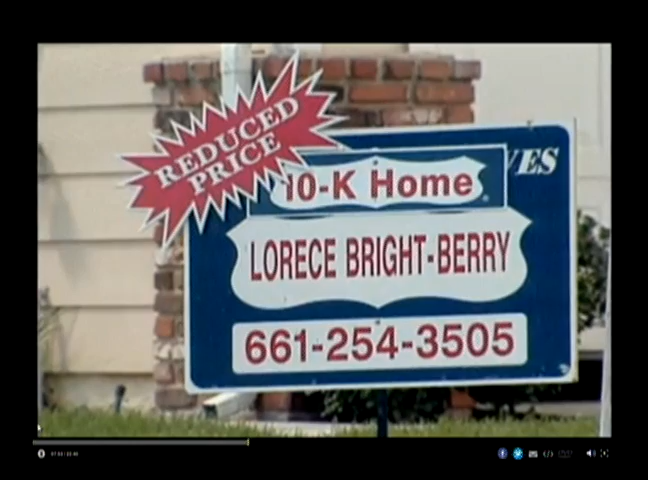 REDUCED
PRICE
10-K Home
VES
LORECE BRIGHT-BERRY
661-254-3505